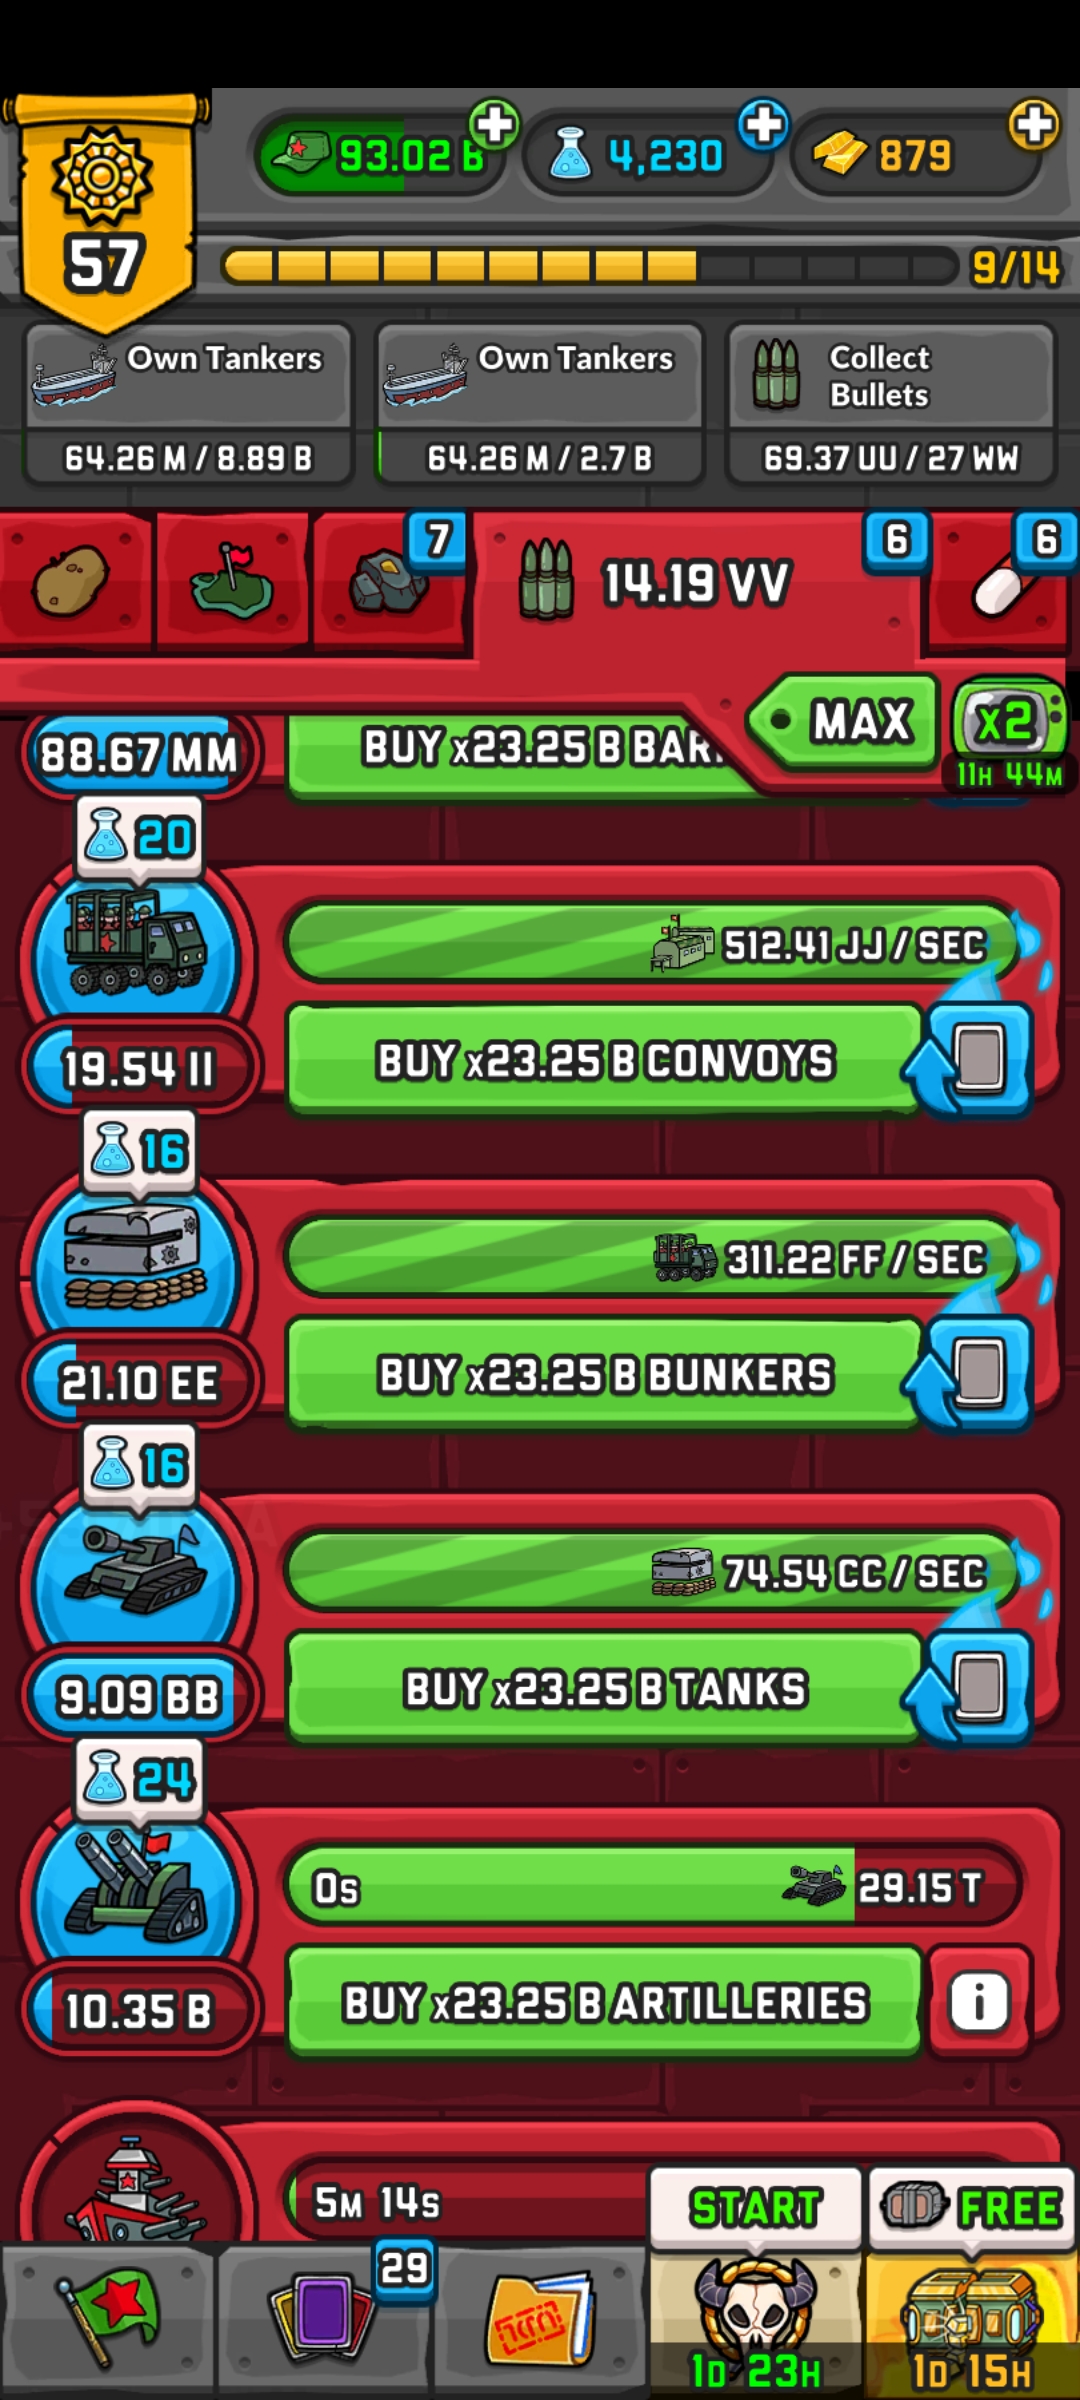 93.02 B
4,230
879
57
9/14
Own Tankers
64.26 M / 8.89 B
Own Tankers
64.26 M / 2.7 B
Collect
Bullets
69.37 UU / 27 WW
7
14.19 VV
6
6
MAX
x2
11H 44M
88.67 MM
BUY x23.25 B BAR
20
512.41 JJ / SEC
19.54 II
BUY x23.25 B CONVOYS
16
311.22 FF / SEC
21.10 EE
BUY x23.25 B BUNKERS
16
74.54 CC / SEC
9.09 BB
BUY x23.25 B TANKS
24
0S
29.15 T
10.35 B
BUY x23.25 B ARTILLERIES
i
5M 14S
START
FREE
29
1D 23H
1D 15H